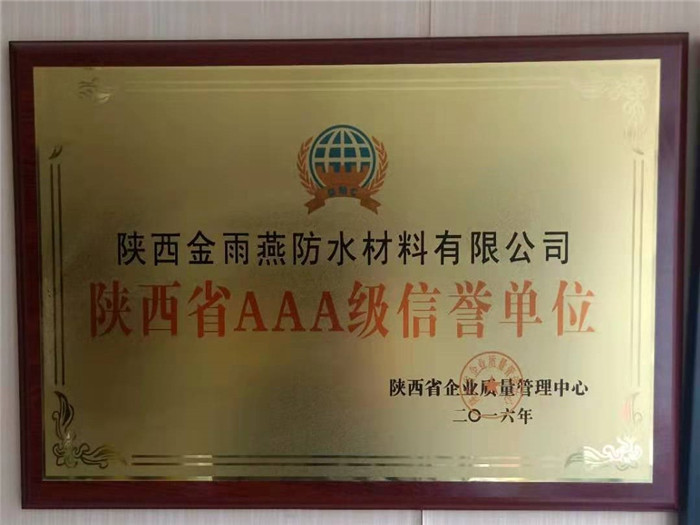 陕西金雨燕防水材料有限公司
陕西省AAA级信誉单位
陕西省企业质量管理中心
二〇一六年